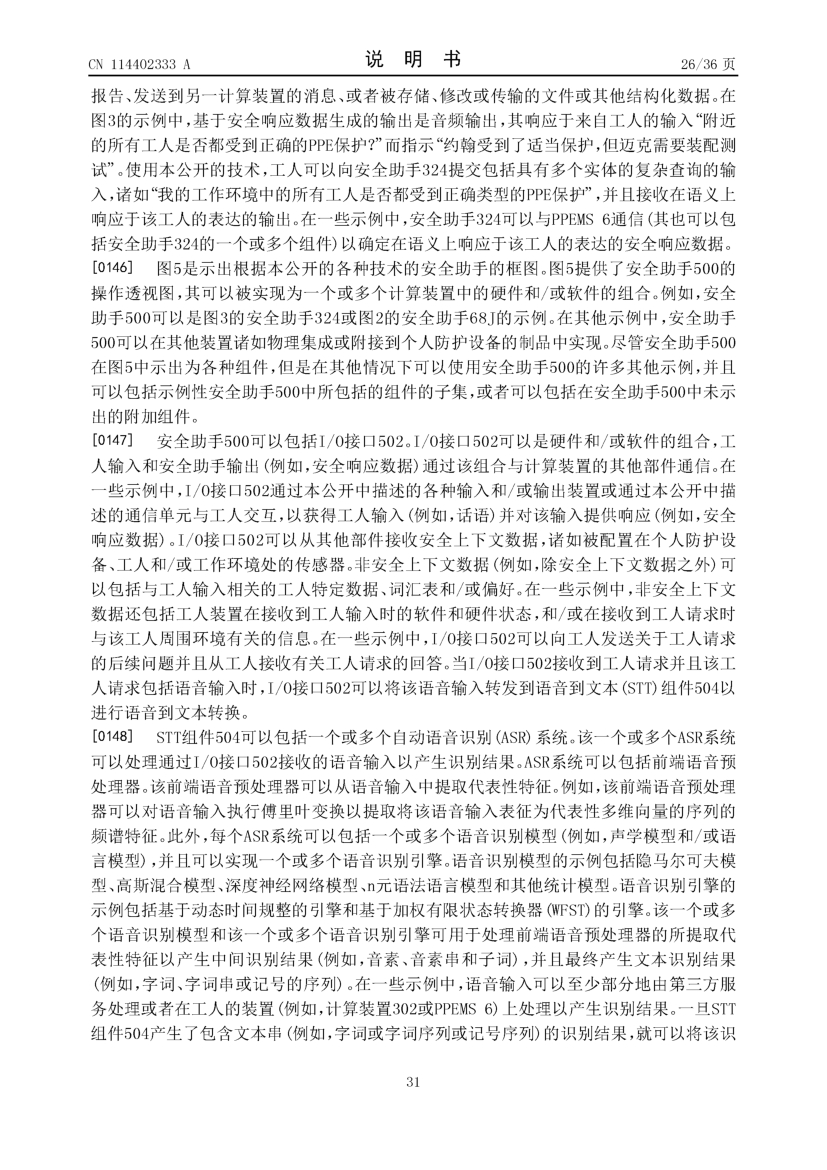 CN 114402333 A
说 明 书
26/36 页
报告、发送到另一计算装置的消息、或者被存储、修改或传输的文件或其他结构化数据。在
图3的示例中,基于安全响应数据生成的输出是音频输出,其响应于来自工人的输入“附近
的所有工人是否都受到正确的PPE保护?”而指示“约翰受到了适当保护,但迈克需要装配测
试”。使用本公开的技术,工人可以向安全助手324提交包括具有多个实体的复杂查询的输
入,诸如“我的工作环境中的所有工人是否都受到正确类型的PPE保护”,并且接收在语义上
响应于该工人的表达的输出。在一些示例中,安全助手324可以与PPEMS 6通信(其也可以包
括安全助手324的一个或多个组件)以确定在语义上响应于该工人的表达的安全响应数据。
[0146] 图5是示出根据本公开的各种技术的安全助手的框图。图5提供了安全助手500的
操作透视图,其可以被实现为一个或多个计算装置中的硬件和/或软件的组合。例如,安全
助手500可以是图3的安全助手324或图2的安全助手68J的示例。在其他示例中,安全助手
500可以在其他装置诸如物理集成或附接到个人防护设备的制品中实现。尽管安全助手500
在图5中示出为各种组件,但是在其他情况下可以使用安全助手500的许多其他示例,并且
可以包括示例性安全助手500中所包括的组件的子集,或者可以包括在安全助手500中未示
出的附加组件。
[0147] 安全助手500可以包括I/O接口502。I/O接口502可以是硬件和/或软件的组合,工
人输入和安全助手输出(例如,安全响应数据)通过该组合与计算装置的其他部件通信。在
一些示例中,I/O接口502通过本公开中描述的各种输入和/或输出装置或通过本公开中描
述的通信单元与工人交互,以获得工人输入(例如,话语)并对该输入提供响应(例如,安全
响应数据)。I/O接口502可以从其他部件接收安全上下文数据,诸如被配置在个人防护设
备、工人和/或工作环境处的传感器。非安全上下文数据(例如,除安全上下文数据之外)可
以包括与工人输入相关的工人特定数据、词汇表和/或偏好。在一些示例中,非安全上下文
数据还包括工人装置在接收到工人输入时的软件和硬件状态,和/或在接收到工人请求时
与该工人周围环境有关的信息。在一些示例中,I/O接口502可以向工人发送关于工人请求
的后续问题并且从工人接收有关工人请求的回答。当I/O接口502接收到工人请求并且该工
人请求包括语音输入时,I/O接口502可以将该语音输入转发到语音到文本(STT)组件504以
进行语音到文本转换。
[0148] STT组件504可以包括一个或多个自动语音识别(ASR)系统。该一个或多个ASR系统
可以处理通过I/O接口502接收的语音输入以产生识别结果。ASR系统可以包括前端语音预
处理器。该前端语音预处理器可以从语音输入中提取代表性特征。例如,该前端语音预处理
器可以对语音输入执行傅里叶变换以提取将该语音输入表征为代表性多维向量的序列的
频谱特征。此外,每个ASR系统可以包括一个或多个语音识别模型(例如,声学模型和/或语
言模型),并且可以实现一个或多个语音识别引擎。语音识别模型的示例包括隐马尔可夫模
型、高斯混合模型、深度神经网络模型、n元语法语言模型和其他统计模型。语音识别引擎的
示例包括基于动态时间规整的引擎和基于加权有限状态转换器(WFST)的引擎。该一个或多
个语音识别模型和该一个或多个语音识别引擎可用于处理前端语音预处理器的所提取代
表性特征以产生中间识别结果(例如,音素、音素串和子词),并且最终产生文本识别结果
(例如,字词、字词串或记号的序列)。在一些示例中,语音输入可以至少部分地由第三方服
务处理或者在工人的装置(例如,计算装置302或PPEMS 6)上处理以产生识别结果。一旦STT
组件504产生了包含文本串(例如,字词或字词序列或记号序列)的识别结果,就可以将该识
31